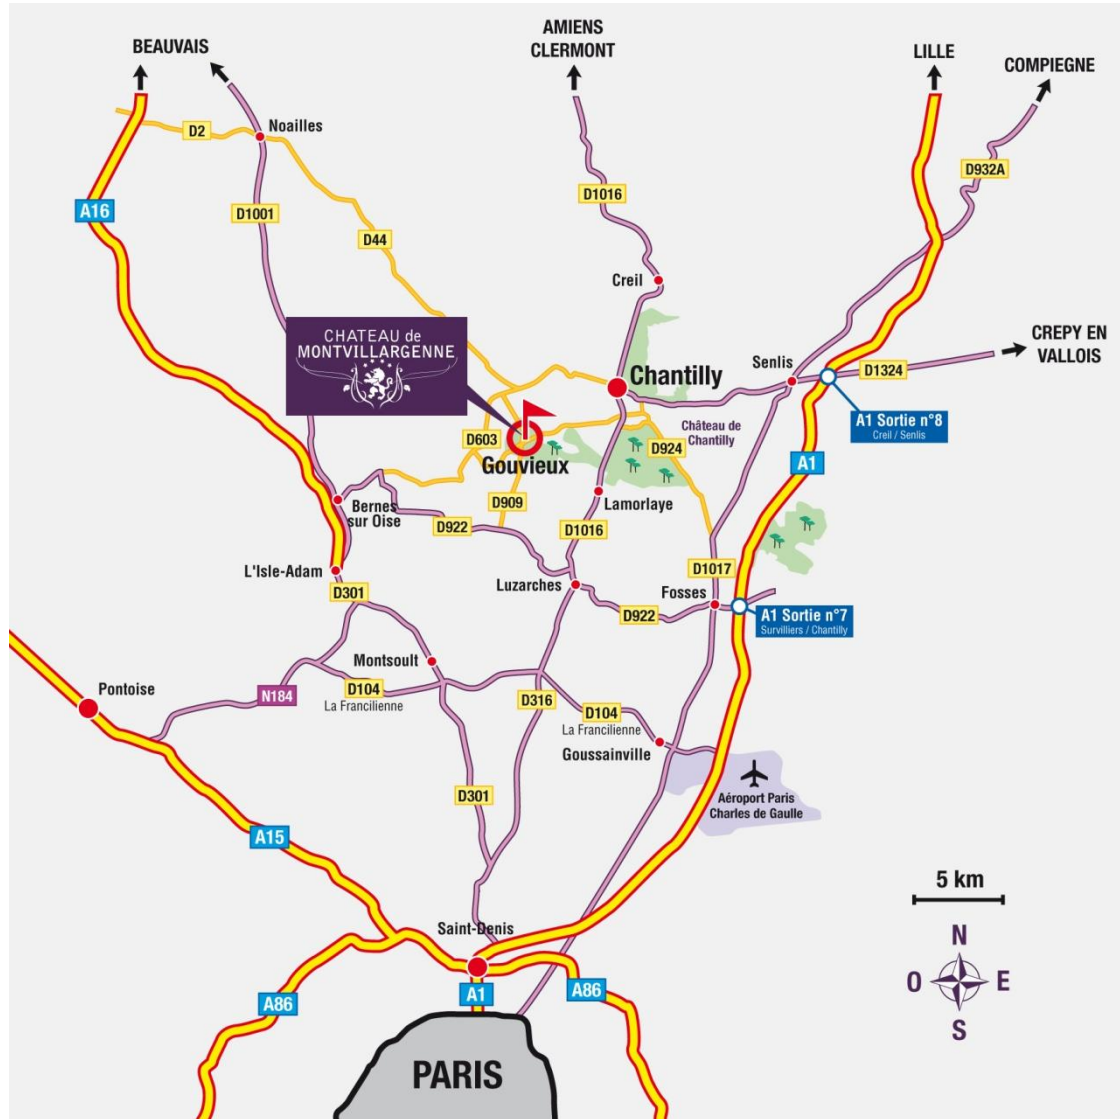 BEAUVAIS
AMIENS
CLERMONT
LILLE
COMPIEGNE
D2
Noailles
D932A
D1016
A16
D1001
D44
Creil
CHATEAU de
MONTVILLARGENNE
CREPY EN
VALLOIS
Senlis
D1324
Chantilly
A1 Sortie n°8
Creil / Senlis
Château de
Chantilly
D603
D924
Gouvieux
A1
D909
Lamorlaye
Bernes
sur Oise
D922
D1016
L'Isle-Adam
D1017
D301
Luzarches
Fosses
D922
A1 Sortie n°7
Survilliers / Chantilly
Montsoult
Pontoise
D104
La Francilienne
N184
D316
D104
La Francilienne
Goussainville
Aéroport Paris
Charles de Gaulle
D301
A15
5 km
Saint-Denis
N
O
E
S
A86
A1
A86
PARIS